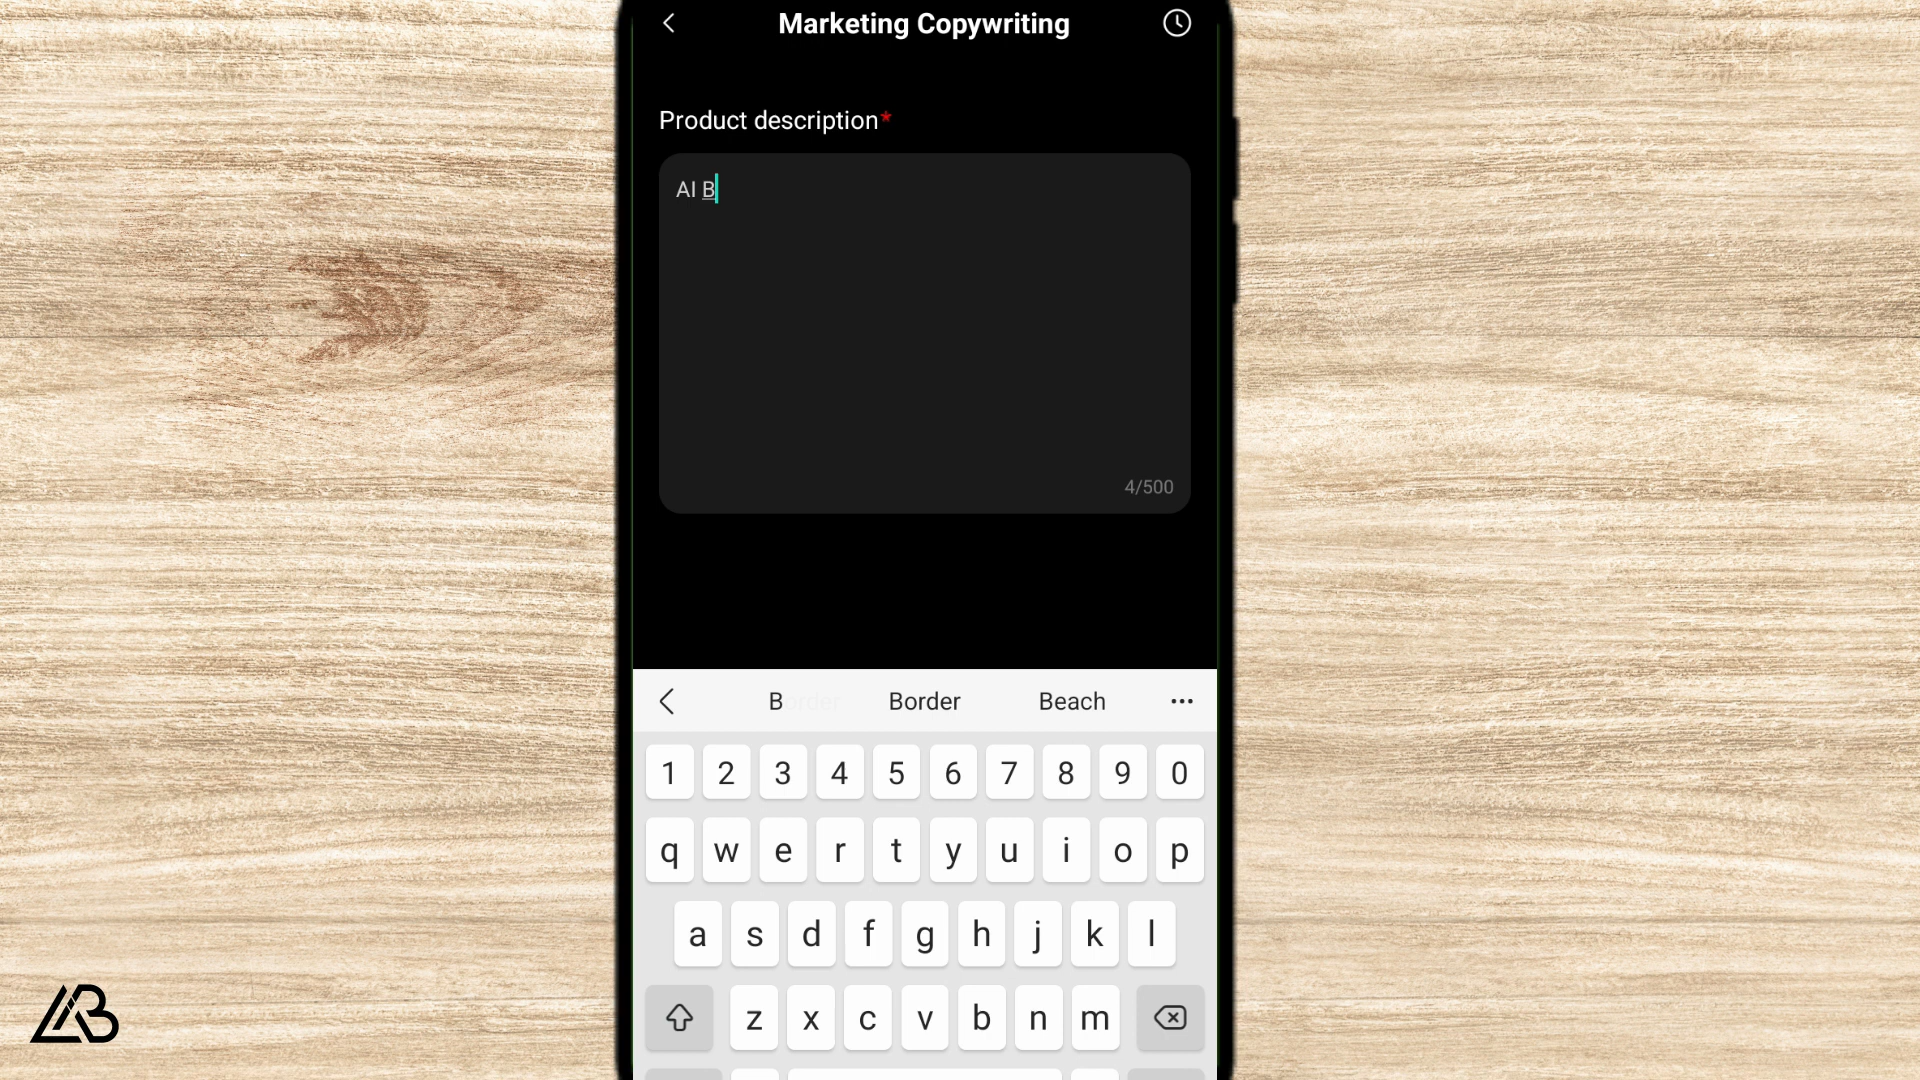 Marketing Copywriting
Product description*
AI B
4/500
B Border Beach •••
1 2 3 4 5 6 7 8 9 0
q w e r t y u i o p
a s d f g h j k l
z x c v b n m
AB